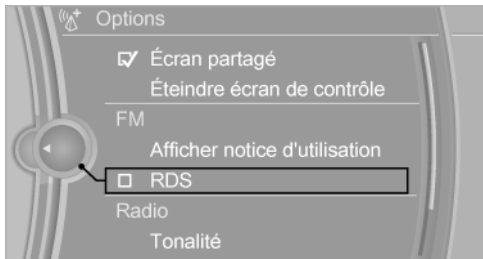 Options
Écran partagé
Éteindre écran de contrôle
FM
Afficher notice d'utilisation
RDS
Radio
Tonalité